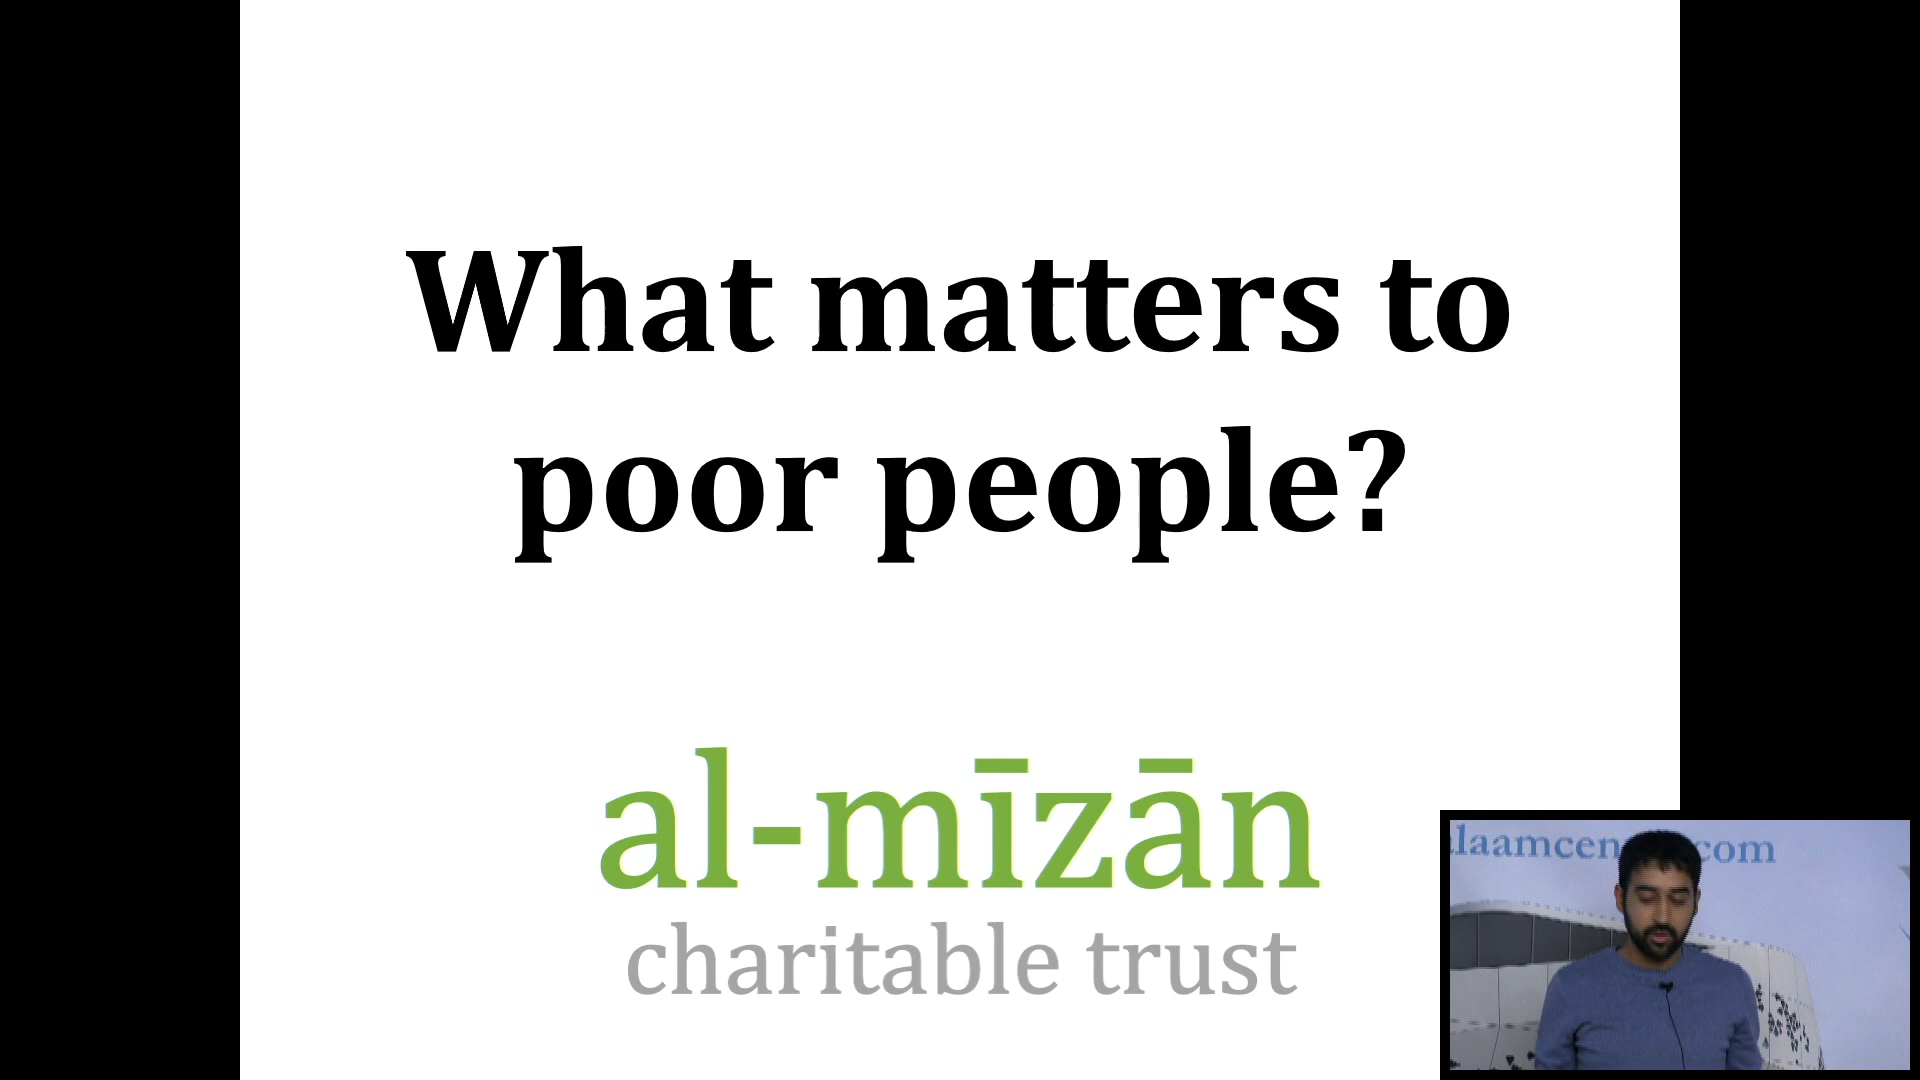 What matters to
poor people?
al-mīzān
charitable trust